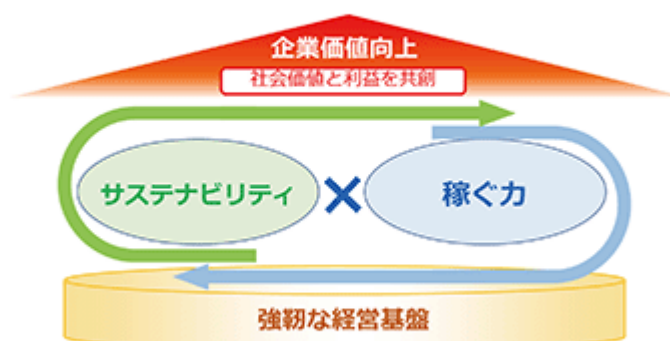 企業価値向上
社会価値と利益を共創
サステナビリティ × 稼ぐ力
強靭な経営基盤